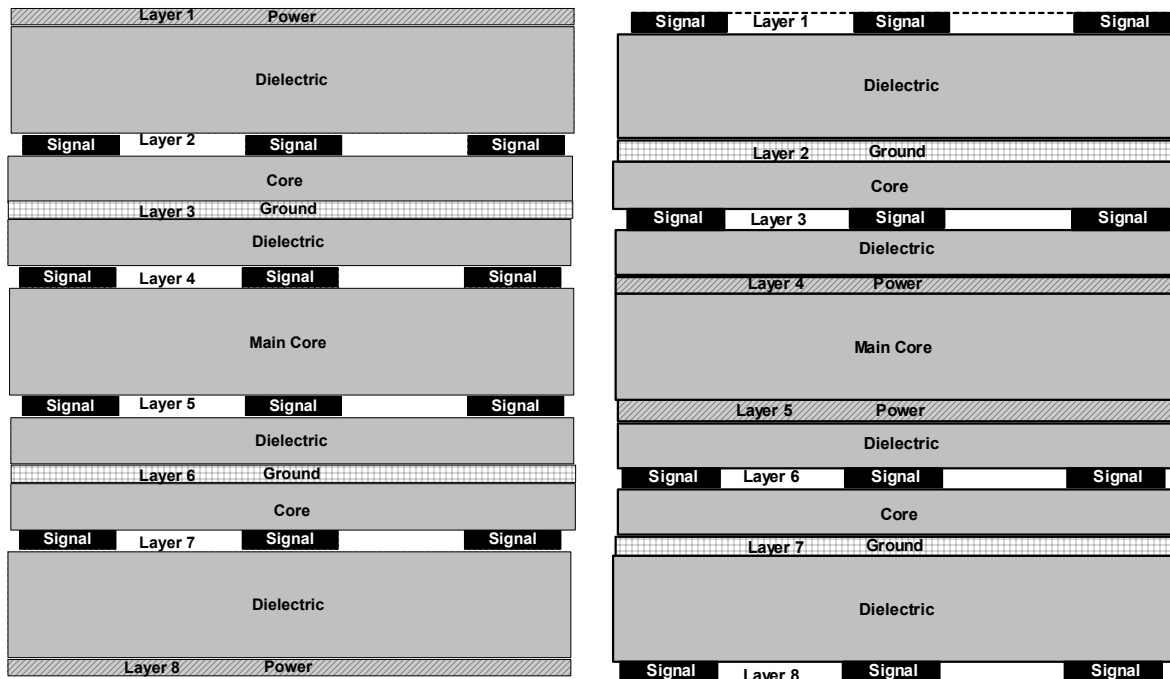 Layer 1 Power
Dielectric
Signal Layer 2 Signal Signal
Core
Layer 3 Ground
Dielectric
Signal Layer 4 Signal Signal
Main Core
Signal Layer 5 Signal Signal
Dielectric
Layer 6 Ground
Core
Signal Layer 7 Signal Signal
Dielectric
Layer 8 Power
Signal Layer 1 Signal Signal
Dielectric
Layer 2 Ground
Core
Signal Layer 3 Signal Signal
Dielectric
Layer 4 Power
Main Core
Layer 5 Power
Dielectric
Signal Layer 6 Signal Signal
Core
Layer 7 Ground
Dielectric
Signal Layer 8 Signal Signal